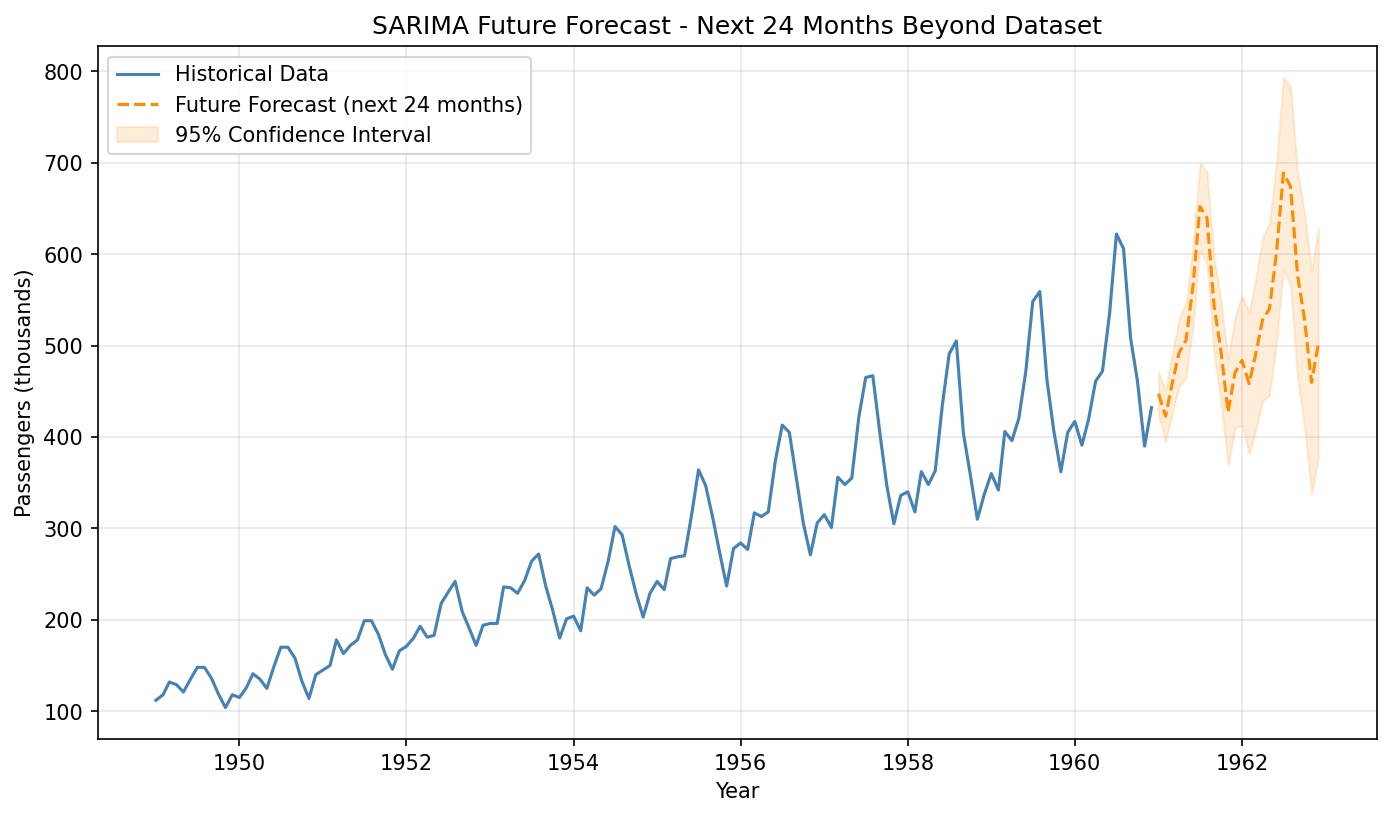 SARIMA Future Forecast - Next 24 Months Beyond Dataset
Historical Data
Future Forecast (next 24 months)
95% Confidence Interval
Passengers (thousands)
800
700
600
500
400
300
200
100
1950 1952 1954 1956 1958 1960 1962
Year